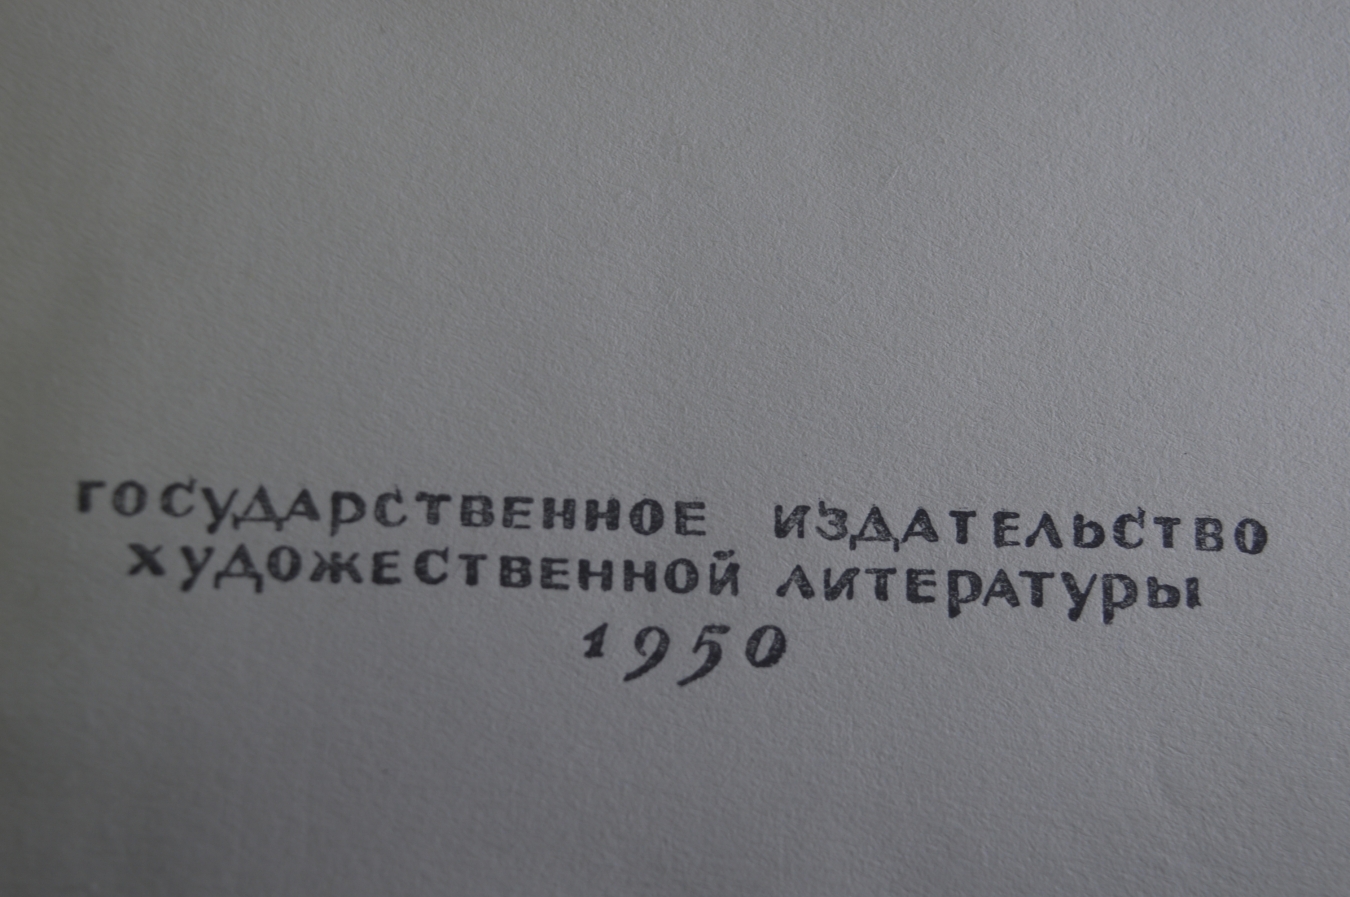 ГОСУДАРСТВЕННОЕ ИЗДАТЕЛЬСТВО
ХУДОЖЕСТВЕННОЙ ЛИТЕРАТУРЫ
1950